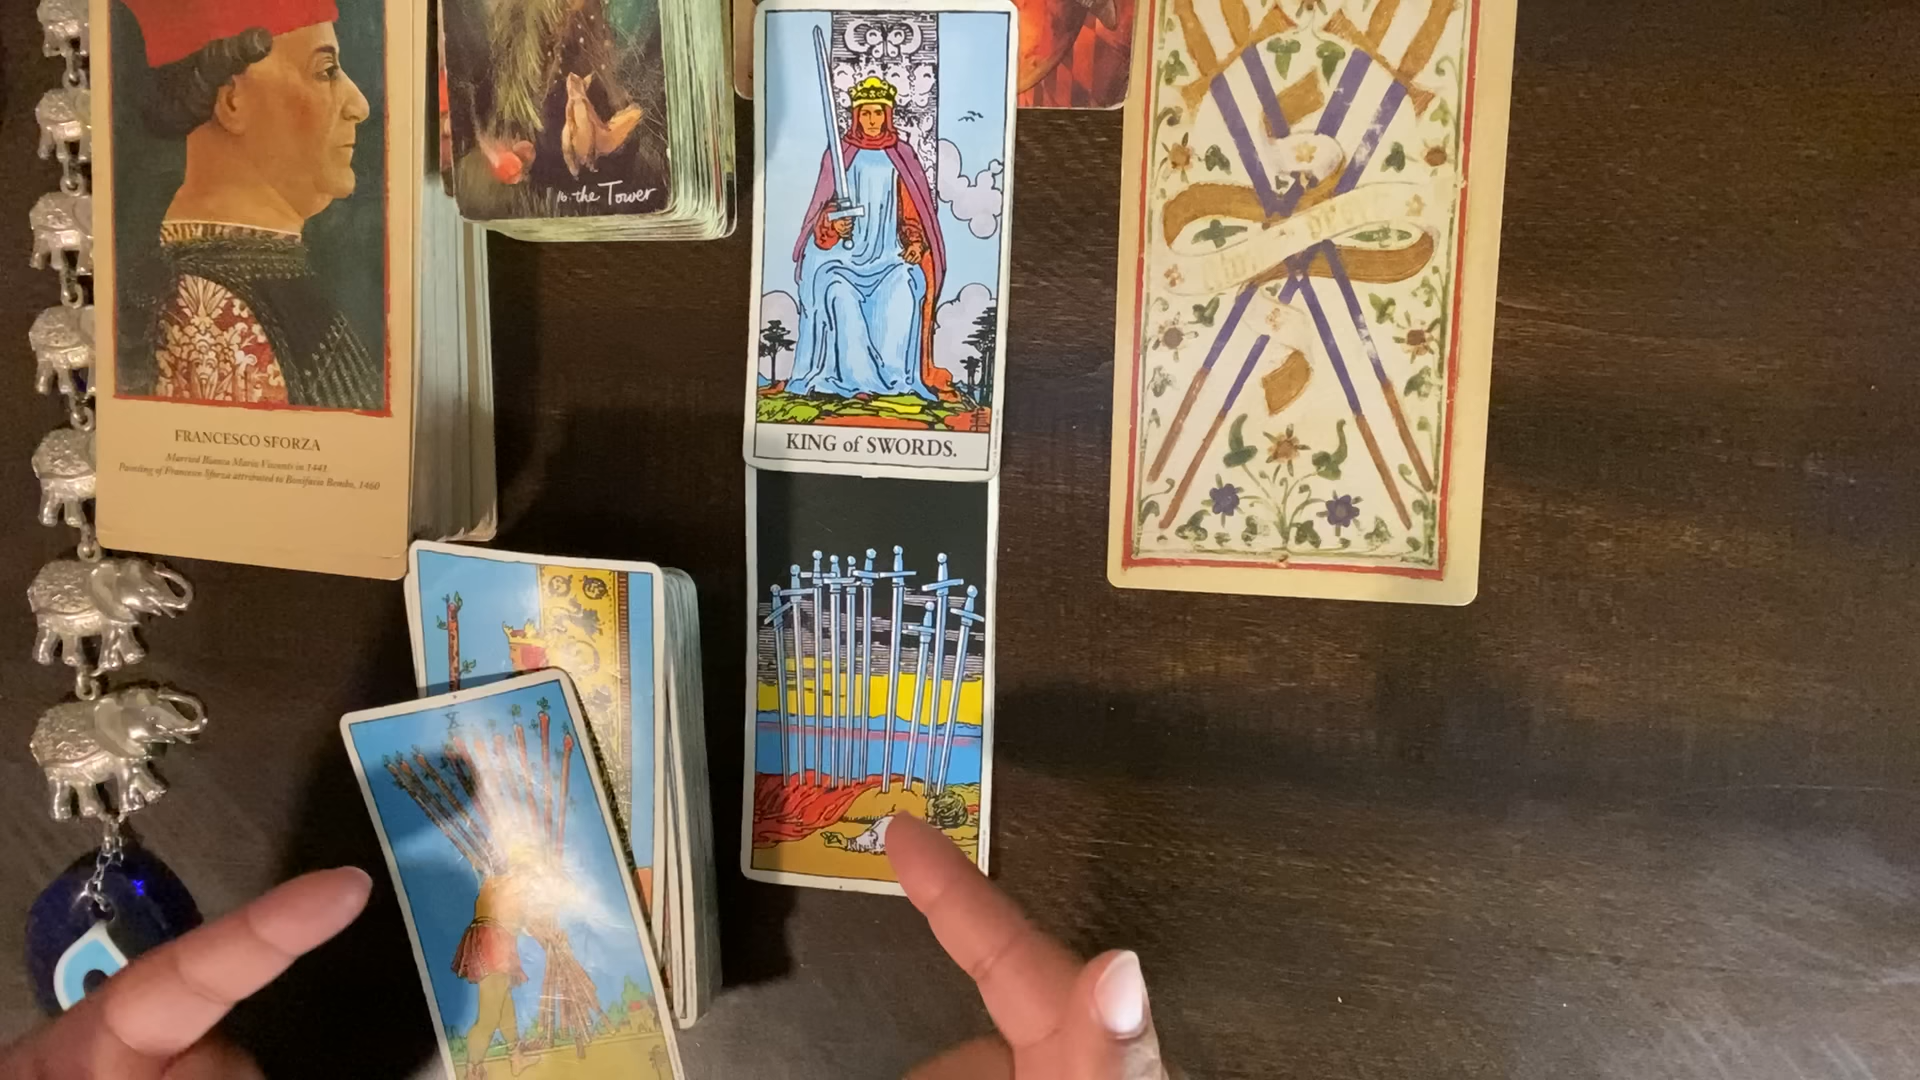 FRANCESCO SFORZA
Married Bianca Maria Visconti in 1441
Painting of Francesco Sforza attributed to Bonifacio Bembo, 1460
16. the Tower
KING of SWORDS.
X